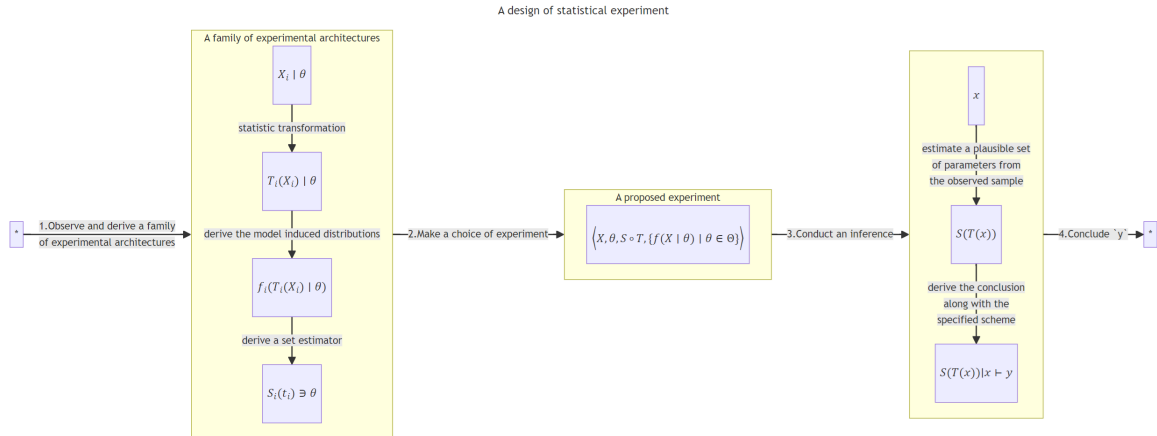 A design of statistical experiment
A family of experimental architectures
X_i | θ
statistic transformation
T_i(X_i) | θ
derive the model induced distributions
f_i(T_i(X_i) | θ)
derive a set estimator
S_i(t_i) ∋ θ
*
1.Observe and derive a family
of experimental architectures
2.Make a choice of experiment
A proposed experiment
⟨X, θ, S ∘ T, {f(X | θ) | θ ∈ Θ}⟩
3.Conduct an inference
x
estimate a plausible set
of parameters from
the observed sample
S(T(x))
derive the conclusion
along with the
specified scheme
S(T(x))|x ⊢ y
4.Conclude `y`
*